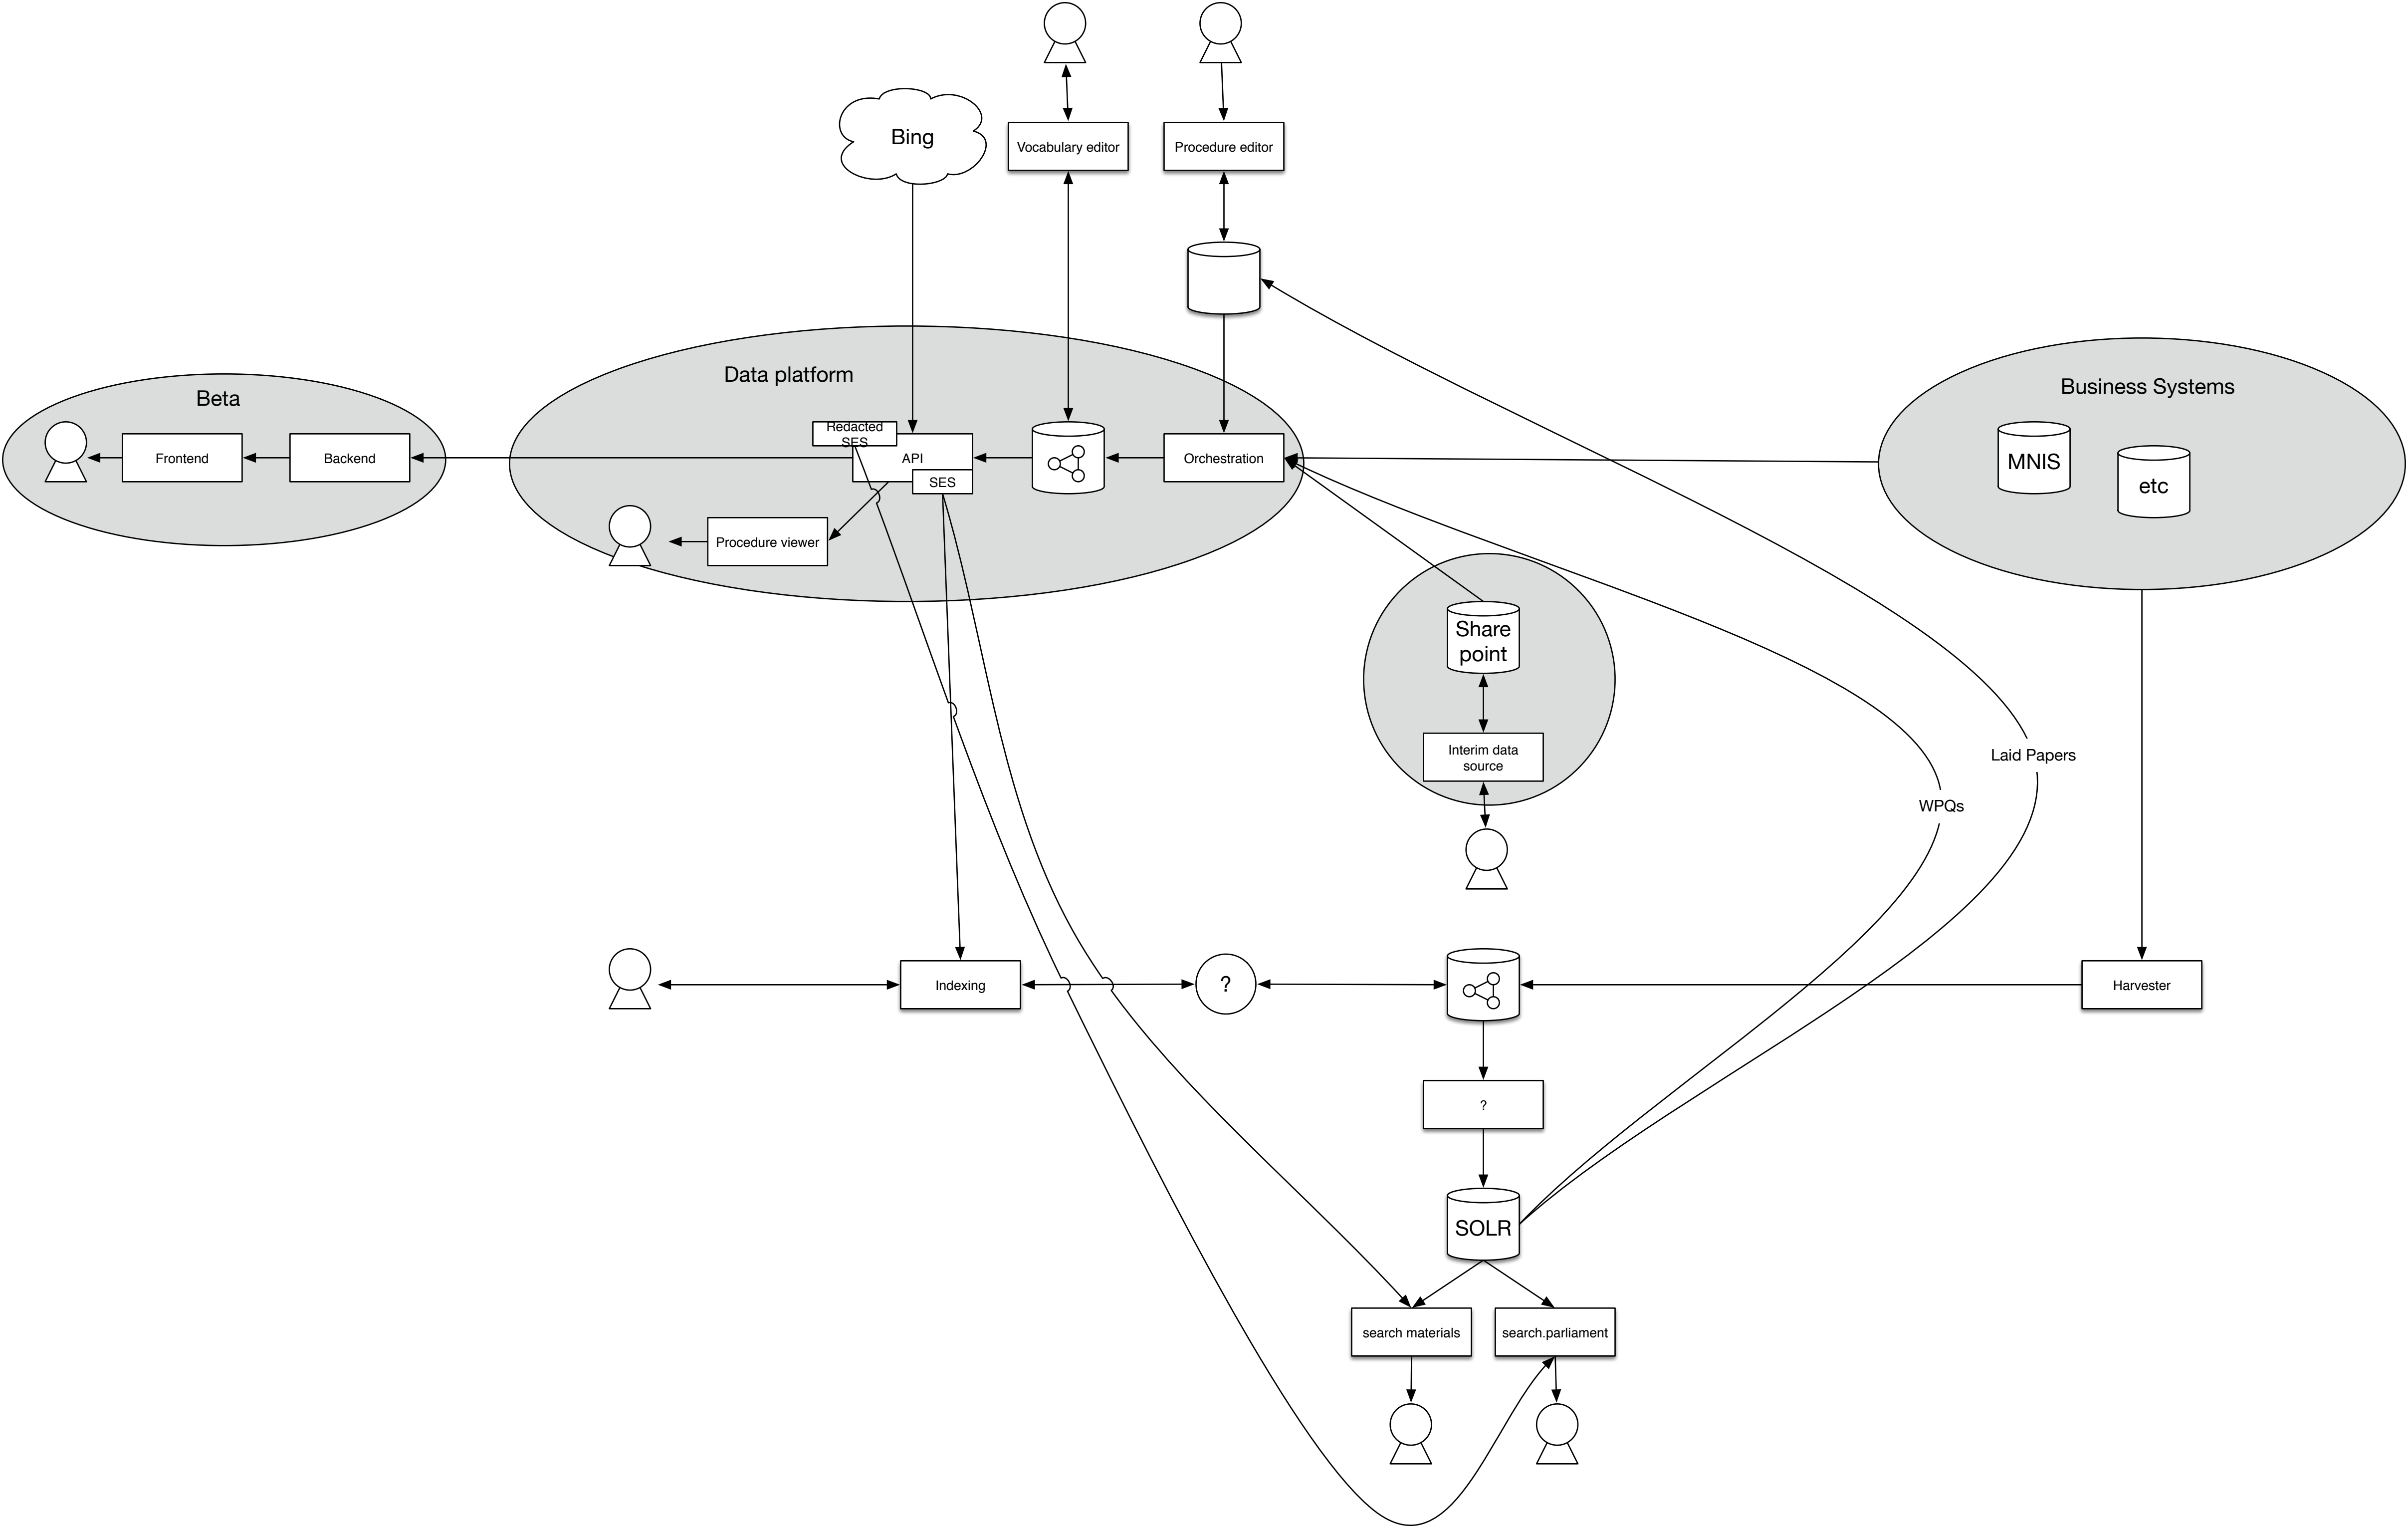 Bing
Vocabulary editor
Procedure editor
Data platform
Beta
Business Systems
Redacted
SES
Frontend
Backend
API
Orchestration
MNIS
SES
etc
Procedure viewer
Share
point
Interim data
source
Laid Papers
WPQs
Indexing
?
Harvester
?
SOLR
search materials
search.parliament